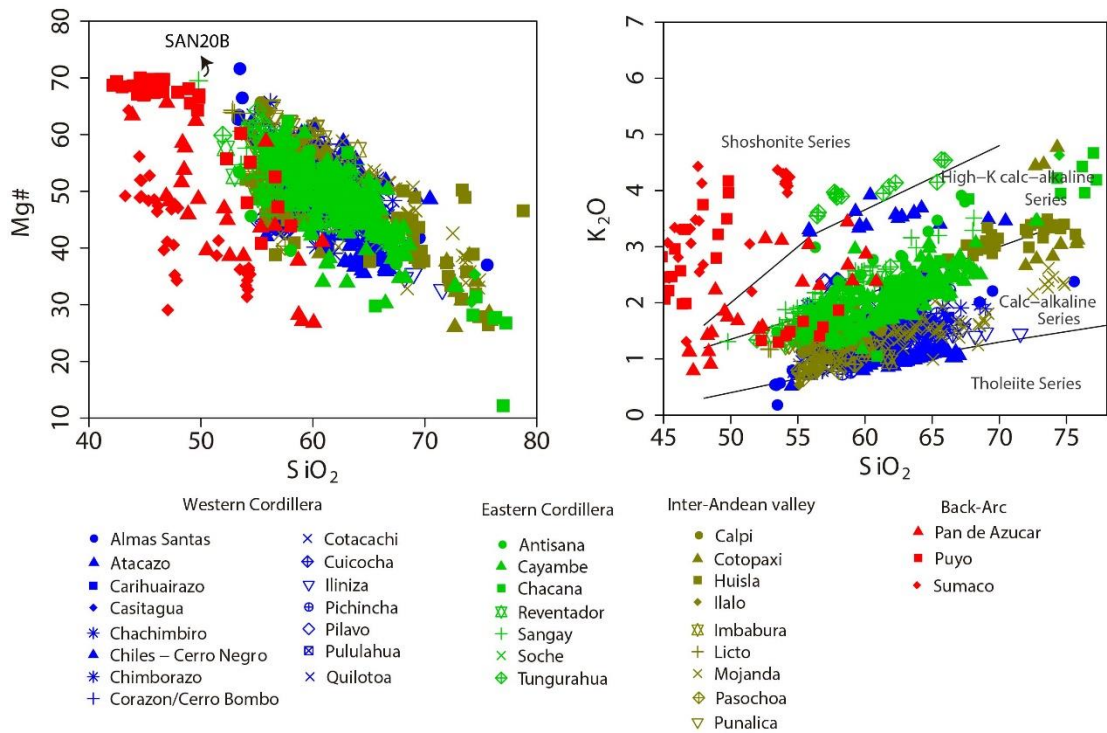 80
70
60
50
40
30
20
10
Mg#
SAN20B
40
50
60
70
80
SiO2
7
6
5
4
3
2
1
0
K2O
Shoshonite Series
High–K calc–alkaline
Series
Calc–alkaline
Series
Tholeiite Series
45
50
55
60
65
70
75
SiO2
Western Cordillera
Almas Santas
Atacazo
Carihuairazo
Casitagua
Chachimbiro
Chiles – Cerro Negro
Chimborazo
Corazon/Cerro Bombo
Cotacachi
Cuicocha
Iliniza
Pichincha
Pilavo
Pululahua
Quilotoa
Eastern Cordillera
Antisana
Cayambe
Chacana
Reventador
Sangay
Soche
Tungurahua
Inter-Andean valley
Calpi
Cotopaxi
Huisla
Ilalo
Imbabura
Licto
Mojanda
Pasochoa
Punalica
Back-Arc
Pan de Azucar
Puyo
Sumaco